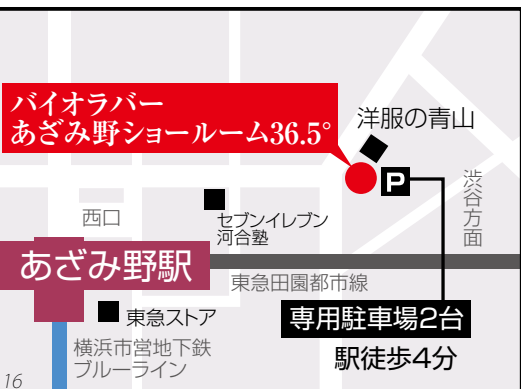 バイオラバー
あざみ野ショールーム36.5°
洋服の青山
P
渋谷方面
西口
セブンイレブン
河合塾
あざみ野駅
東急田園都市線
東急ストア
専用駐車場2台
駅徒歩4分
横浜市営地下鉄
ブルーライン
16